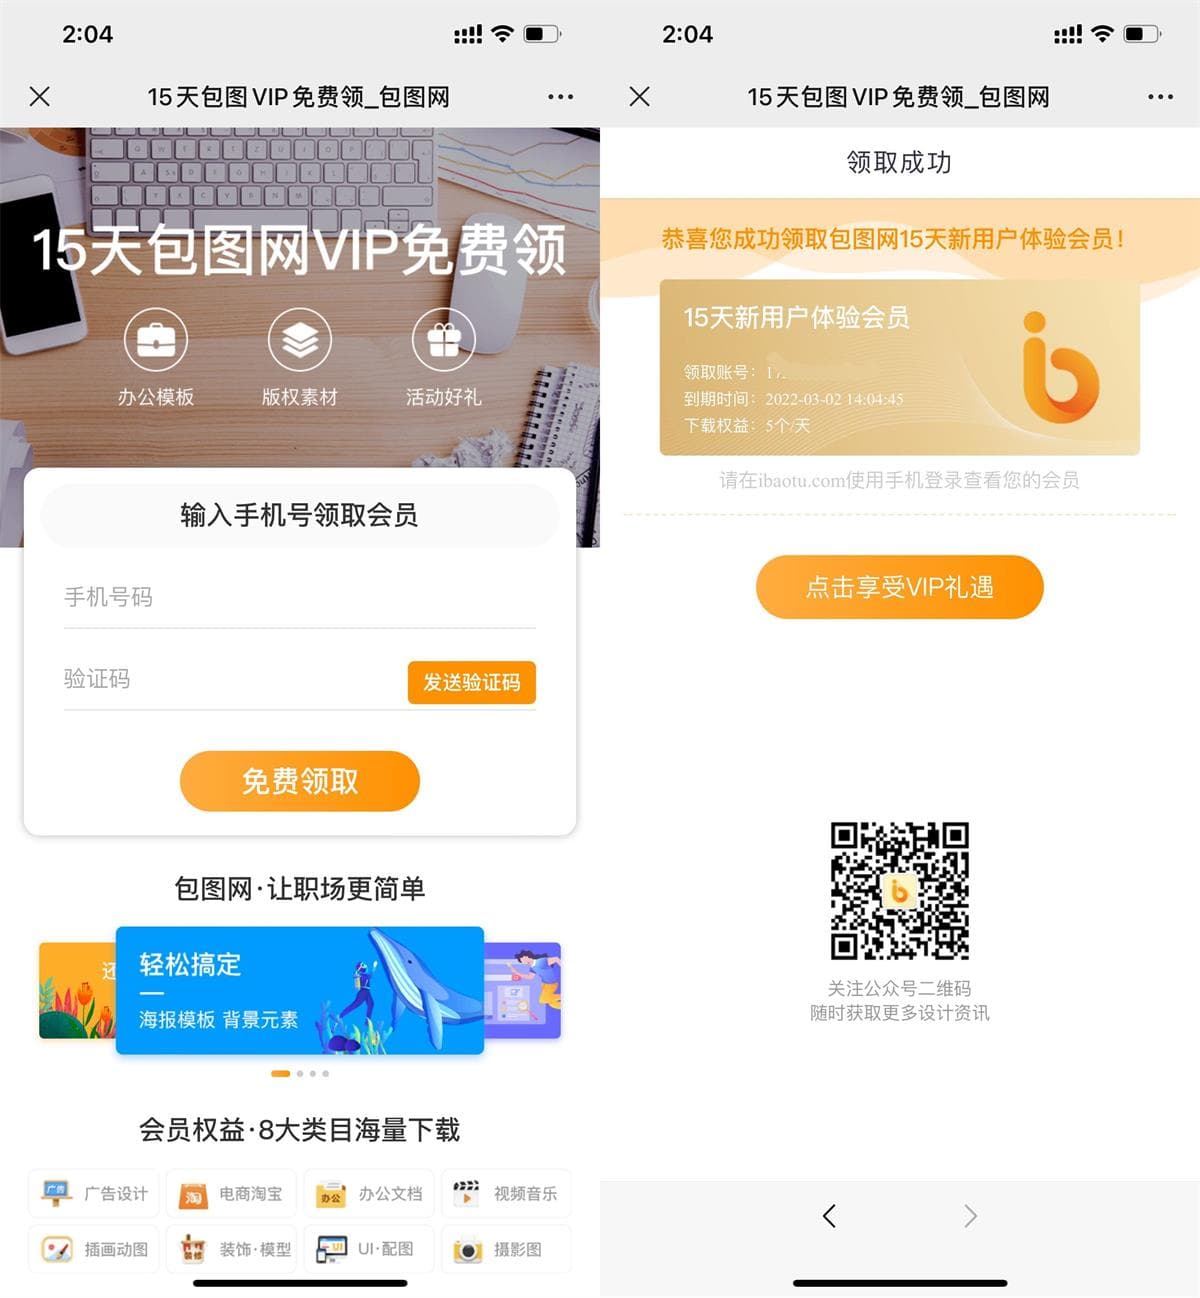 2:04
15天包图VIP免费领_包图网
15天包图网VIP免费领
办公模板
版权素材
活动好礼
输入手机号领取会员
手机号码
验证码
发送验证码
免费领取
包图网·让职场更简单
还
轻松搞定
海报模板 背景元素
会员权益·8大类目海量下载
广告
广告设计
淘
电商淘宝
办公
办公文档
视频音乐
插画动图
装修
装饰·模型
UI
UI·配图
摄影图
2:04
15天包图VIP免费领_包图网
领取成功
恭喜您成功领取包图网15天新用户体验会员!
15天新用户体验会员
领取账号：17
到期时间：2022-03-02 14:04:45
下载权益：5个/天
请在ibaotu.com使用手机登录查看您的会员
点击享受VIP礼遇
关注公众号二维码
随时获取更多设计资讯